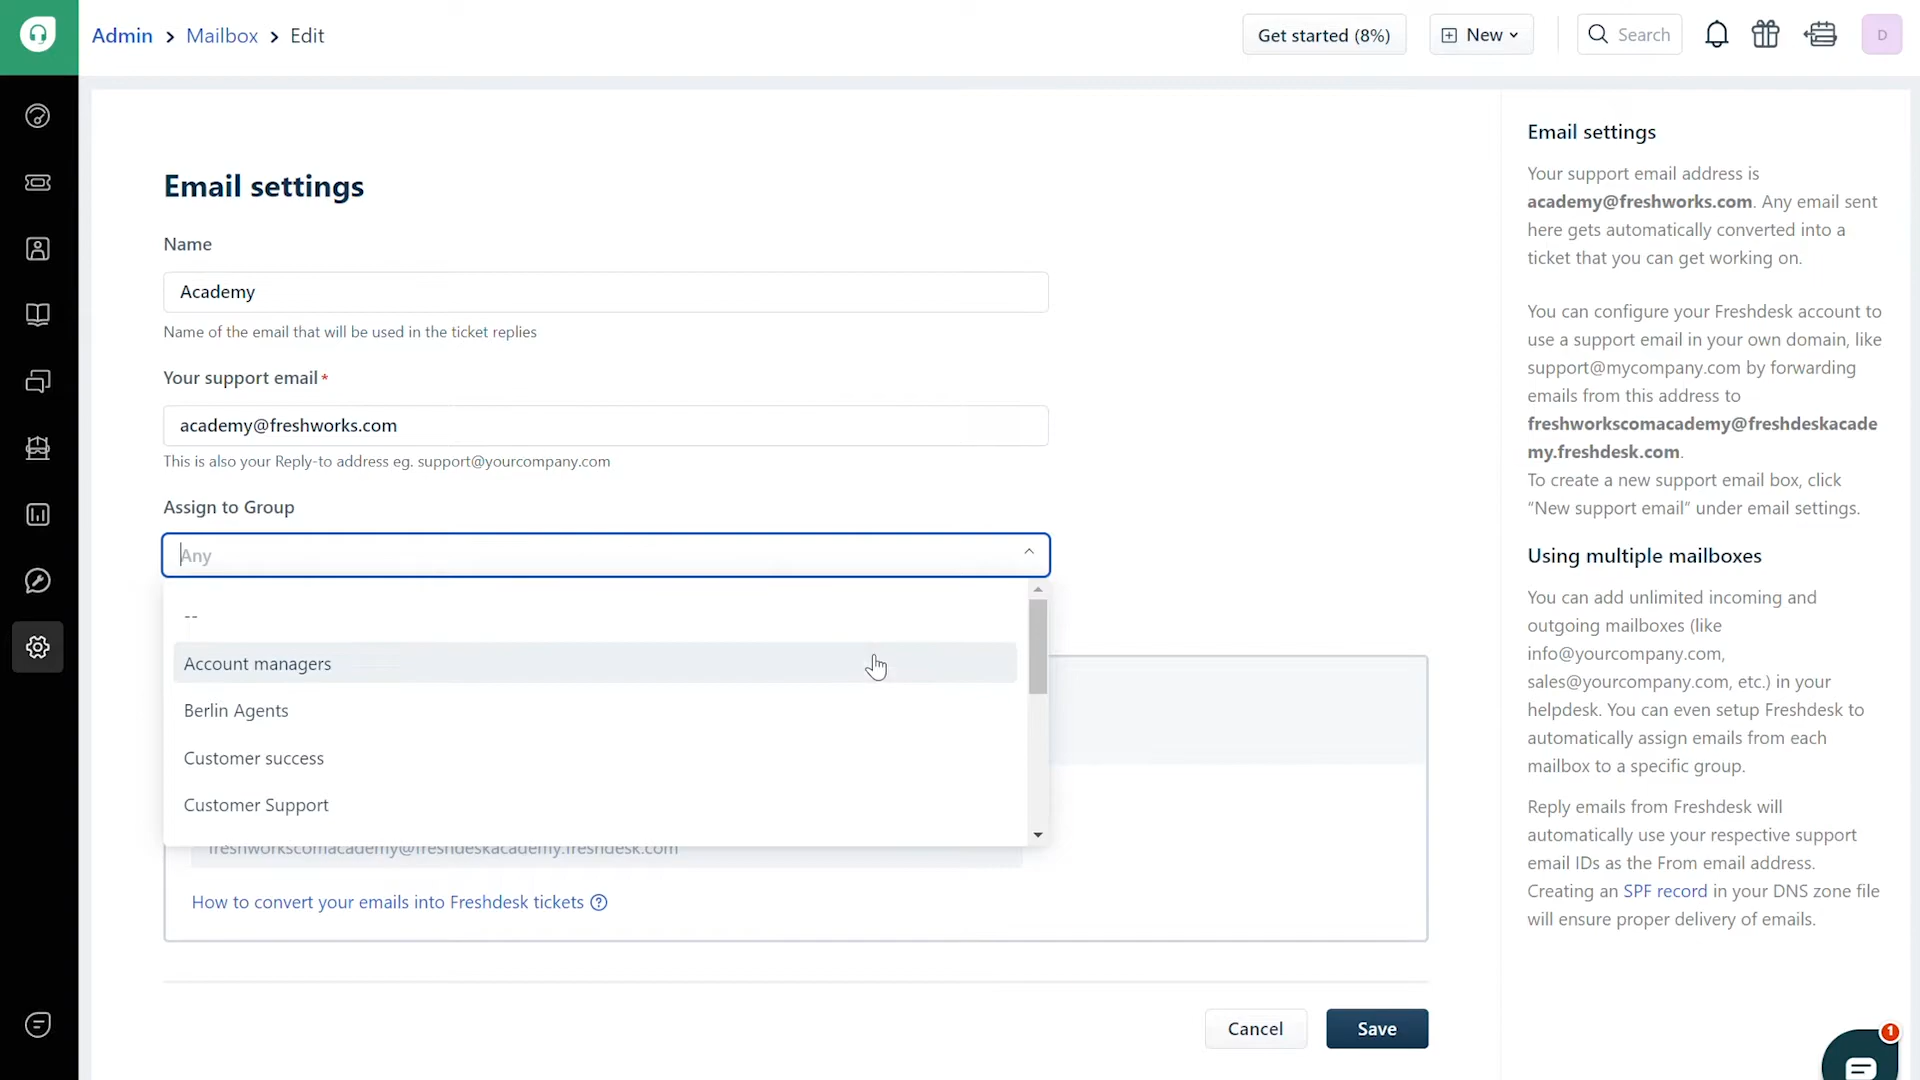 Admin > Mailbox > Edit
Get started (8%)
New
Search
D
Email settings
Name
Academy
Name of the email that will be used in the ticket replies
Your support email*
academy@freshworks.com
This is also your Reply-to address eg. support@yourcompany.com
Assign to Group
Any
--
Account managers
Berlin Agents
Customer success
Customer Support
freshworkscomacademy@freshdeskacademy.freshdesk.com
How to convert your emails into Freshdesk tickets
Cancel
Save
Email settings
Your support email address is
academy@freshworks.com. Any email sent
here gets automatically converted into a
ticket that you can get working on.
You can configure your Freshdesk account to
use a support email in your own domain, like
support@mycompany.com by forwarding
emails from this address to
freshworkscomacademy@freshdeskacade
my.freshdesk.com.
To create a new support email box, click
“New support email” under email settings.
Using multiple mailboxes
You can add unlimited incoming and
outgoing mailboxes (like
info@yourcompany.com,
sales@yourcompany.com, etc.) in your
helpdesk. You can even setup Freshdesk to
automatically assign emails from each
mailbox to a specific group.
Reply emails from Freshdesk will
automatically use your respective support
email IDs as the From email address.
Creating an SPF record in your DNS zone file
will ensure proper delivery of emails.
1